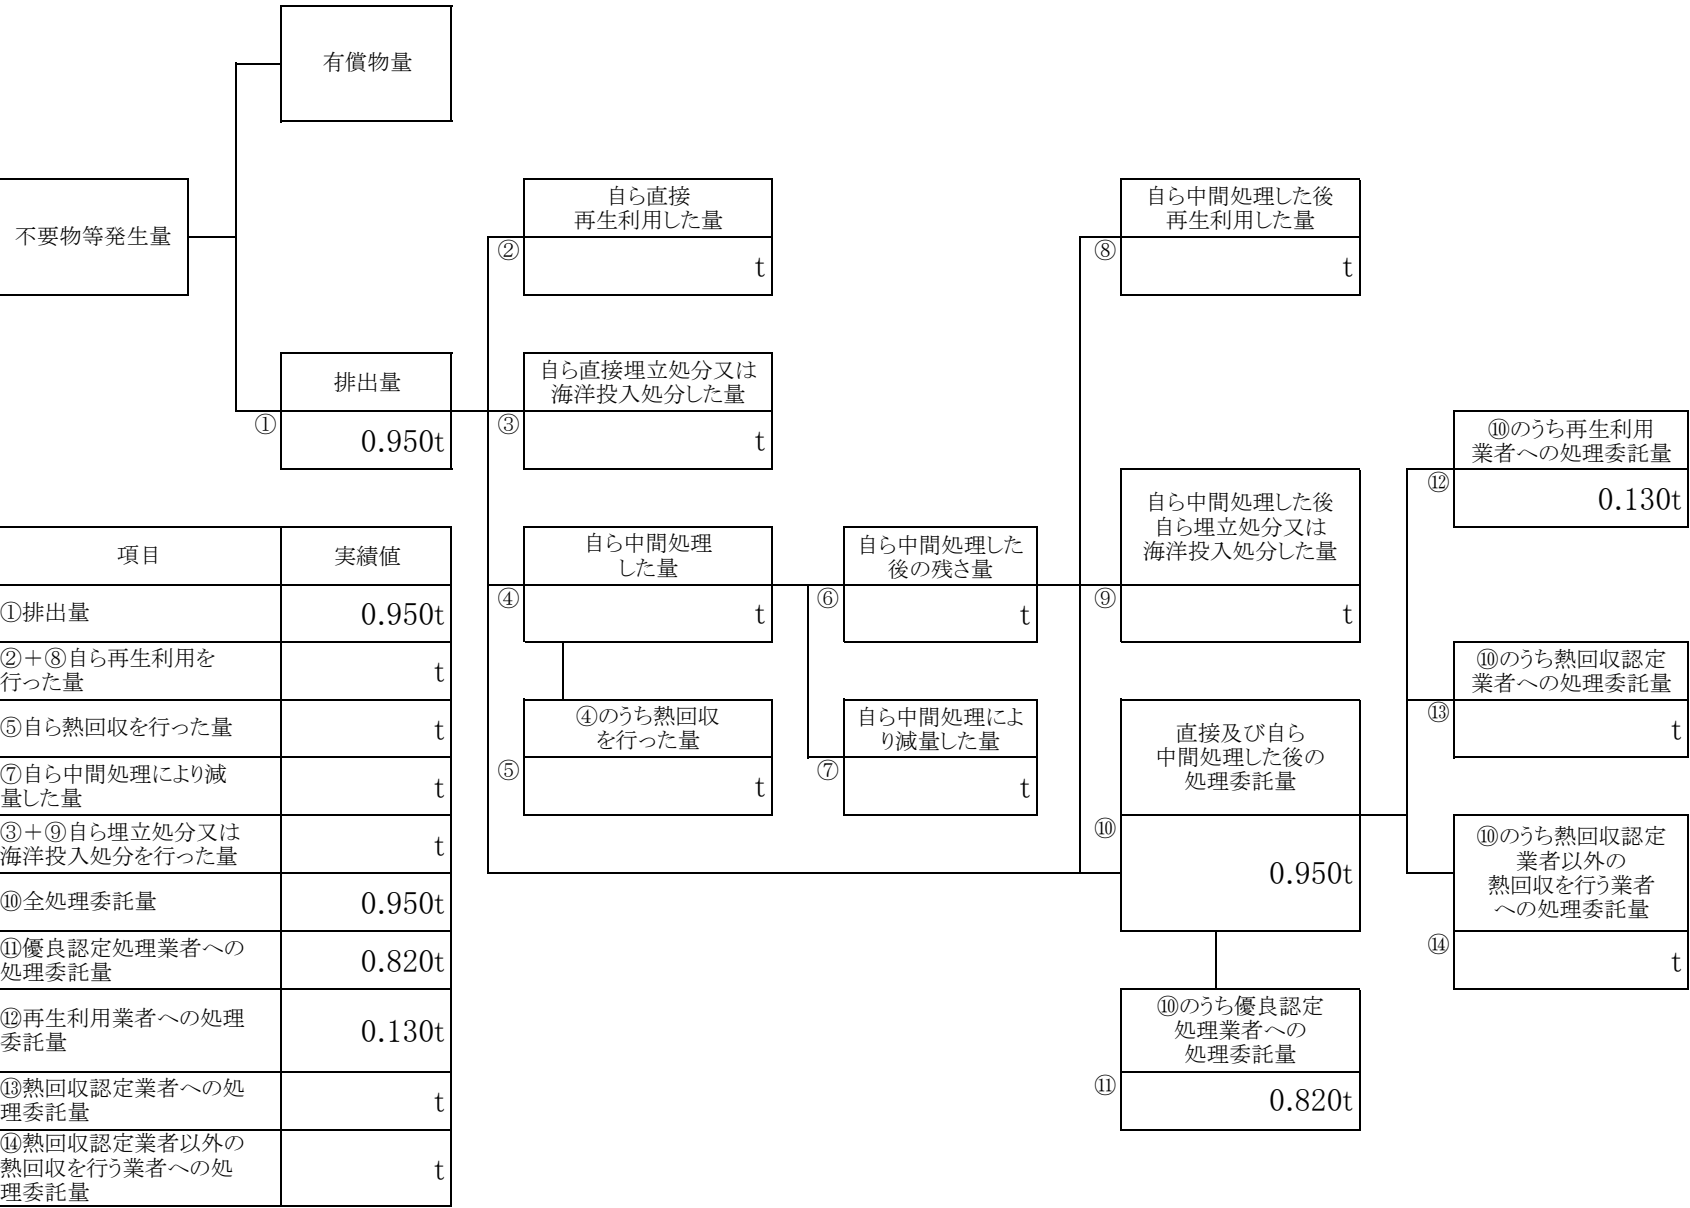 有償物量
不要物等発生量
自ら直接
再生利用した量
②
t
自ら中間処理した後
再生利用した量
⑧
t
排出量
①
0.950t
自ら直接埋立処分又は
海洋投入処分した量
③
t
⑩のうち再生利用
業者への処理委託量
⑫
0.130t
自ら中間処理
した量
④
t
自ら中間処理した
後の残さ量
⑥
t
自ら中間処理した後
自ら埋立処分又は
海洋投入処分した量
⑨
t
⑩のうち熱回収認定
業者への処理委託量
⑬
t
④のうち熱回収
を行った量
⑤
t
自ら中間処理によ
り減量した量
⑦
t
直接及び自ら
中間処理した後の
処理委託量
⑩
0.950t
⑩のうち熱回収認定
業者以外の
熱回収を行う業者
への処理委託量
⑭
t
⑩のうち優良認定
処理業者への
処理委託量
⑪
0.820t
項目
実績値
①排出量
0.950t
②＋⑧自ら再生利用を
行った量
t
⑤自ら熱回収を行った量
t
⑦自ら中間処理により減
量した量
t
③＋⑨自ら埋立処分又は
海洋投入処分を行った量
t
⑩全処理委託量
0.950t
⑪優良認定処理業者への
処理委託量
0.820t
⑫再生利用業者への処理
委託量
0.130t
⑬熱回収認定業者への処
理委託量
t
⑭熱回収認定業者以外の
熱回収を行う業者への処
理委託量
t